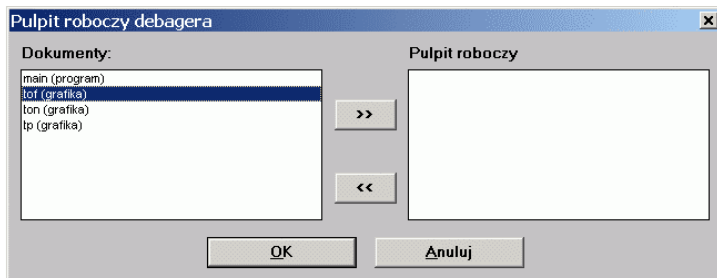 Pulpit roboczy debagera
Dokumenty:
Pulpit roboczy
main (program)
tof (grafika)
ton (grafika)
tp (grafika)
>>
<<
OK
Anuluj